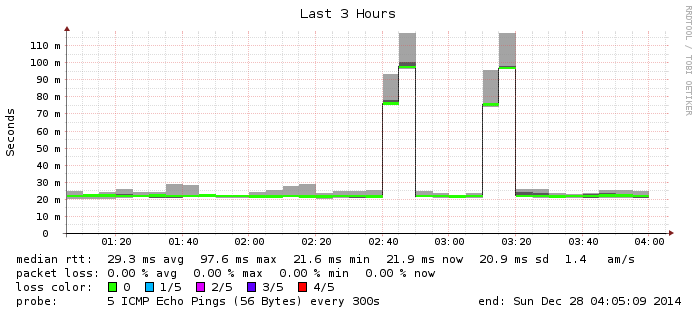 Last 3 Hours
RRDTOOL / TOBI OETIKER
Seconds
110 m
100 m
90 m
80 m
70 m
60 m
50 m
40 m
30 m
20 m
10 m
0
01:20 01:40 02:00 02:20 02:40 03:00 03:20 03:40 04:00
median rtt: 29.3 ms avg 97.6 ms max 21.6 ms min 21.9 ms now 20.9 ms sd 1.4 am/s
packet loss: 0.00 % avg 0.00 % max 0.00 % min 0.00 % now
loss color: 0 1/5 2/5 3/5 4/5
probe: 5 ICMP Echo Pings (56 Bytes) every 300s end: Sun Dec 28 04:05:09 2014